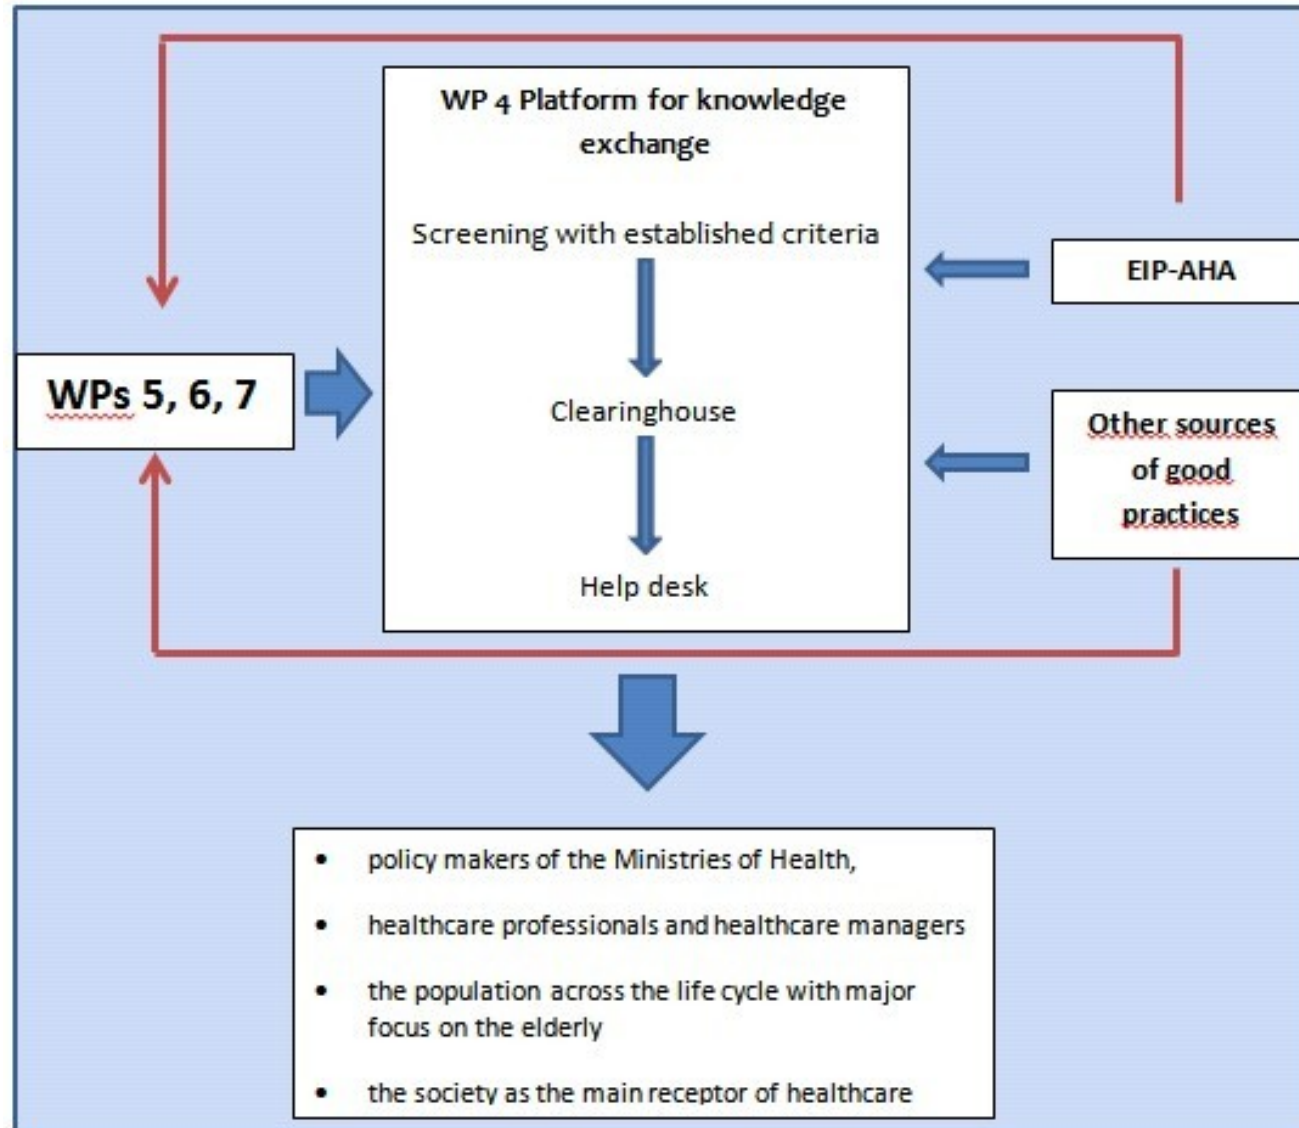 WP 4 Platform for knowledge
exchange
Screening with established criteria
Clearinghouse
Help desk
WPs 5, 6, 7
EIP-AHA
Other sources
of good
practices
• policy makers of the Ministries of Health,
• healthcare professionals and healthcare managers
• the population across the life cycle with major
focus on the elderly
• the society as the main receptor of healthcare